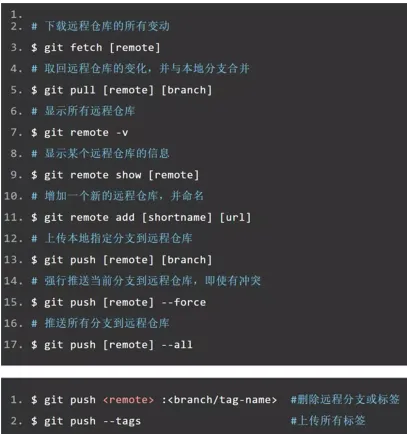 1.
2. # 下载远程仓库的所有变动
3. $ git fetch [remote]
4. # 取回远程仓库的变化，并与本地分支合并
5. $ git pull [remote] [branch]
6. # 显示所有远程仓库
7. $ git remote -v
8. # 显示某个远程仓库的信息
9. $ git remote show [remote]
10. # 增加一个新的远程仓库，并命名
11. $ git remote add [shortname] [url]
12. # 上传本地指定分支到远程仓库
13. $ git push [remote] [branch]
14. # 强行推送当前分支到远程仓库，即使有冲突
15. $ git push [remote] --force
16. # 推送所有分支到远程仓库
17. $ git push [remote] --all
1. $ git push <remote> :<branch/tag-name> #删除远程分支或标签
2. $ git push --tags #上传所有标签